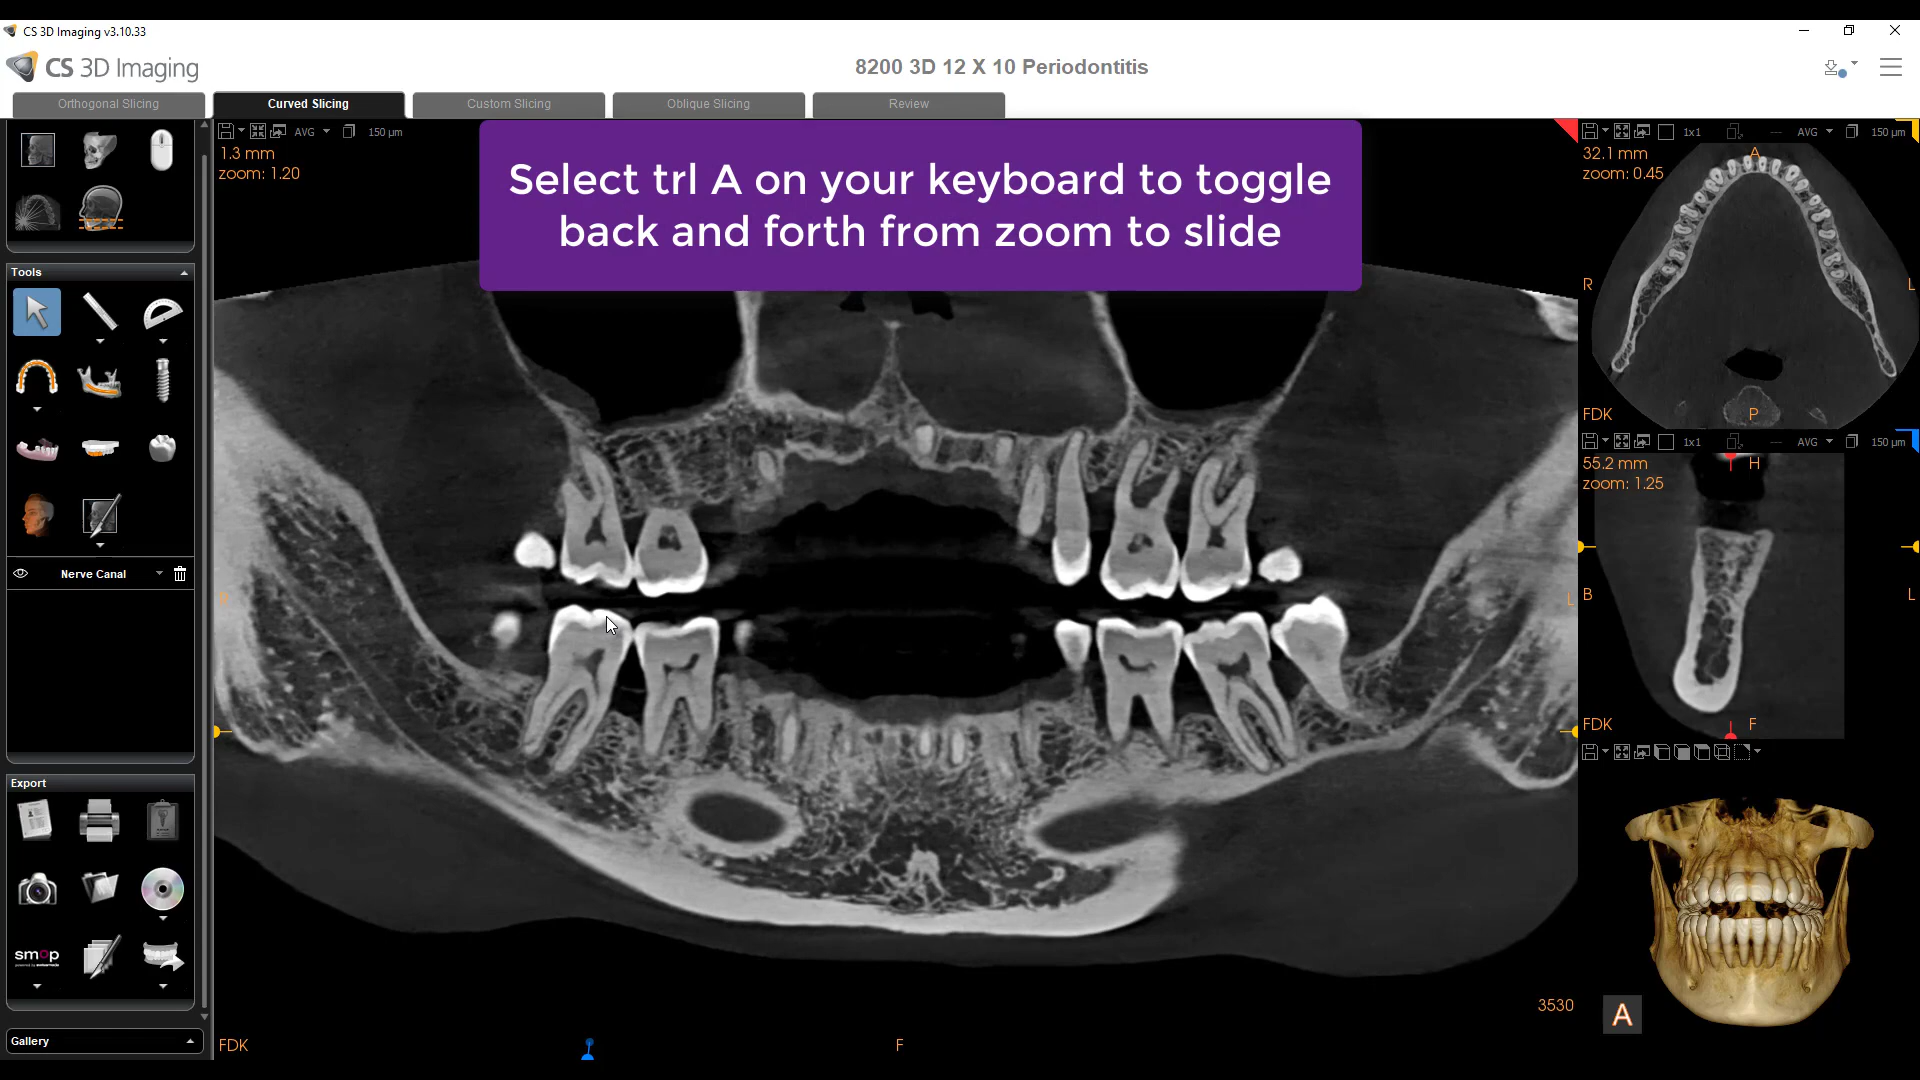 CS 3D Imaging v3.10.33
CS 3D Imaging
8200 3D 12 X 10 Periodontitis
Orthogonal Slicing
Curved Slicing
Custom Slicing
Oblique Slicing
Review
AVG
150 µm
1.3 mm
zoom: 1.20
Select trl A on your keyboard to toggle
back and forth from zoom to slide
1x1
AVG
150 µm
32.1 mm
zoom: 0.45
A
R
L
FDK
P
Tools
Nerve Canal
1x1
AVG
150 µm
55.2 mm
zoom: 1.25
H
B
L
FDK
F
L
Export
smop
3530
A
Gallery
FDK
F